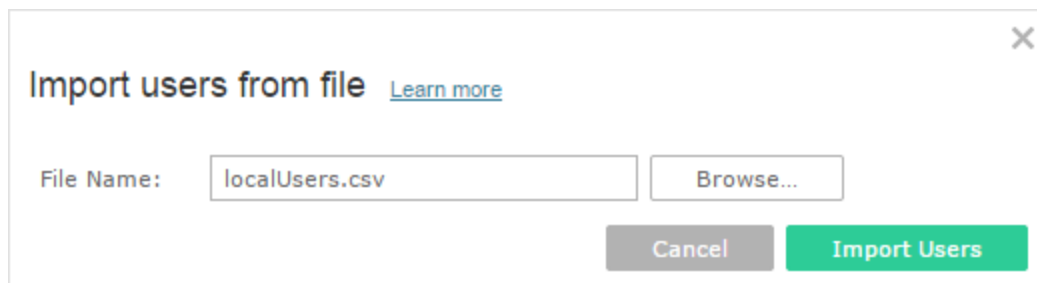 Import users from file Learn more
File Name: localUsers.csv Browse...
Cancel Import Users